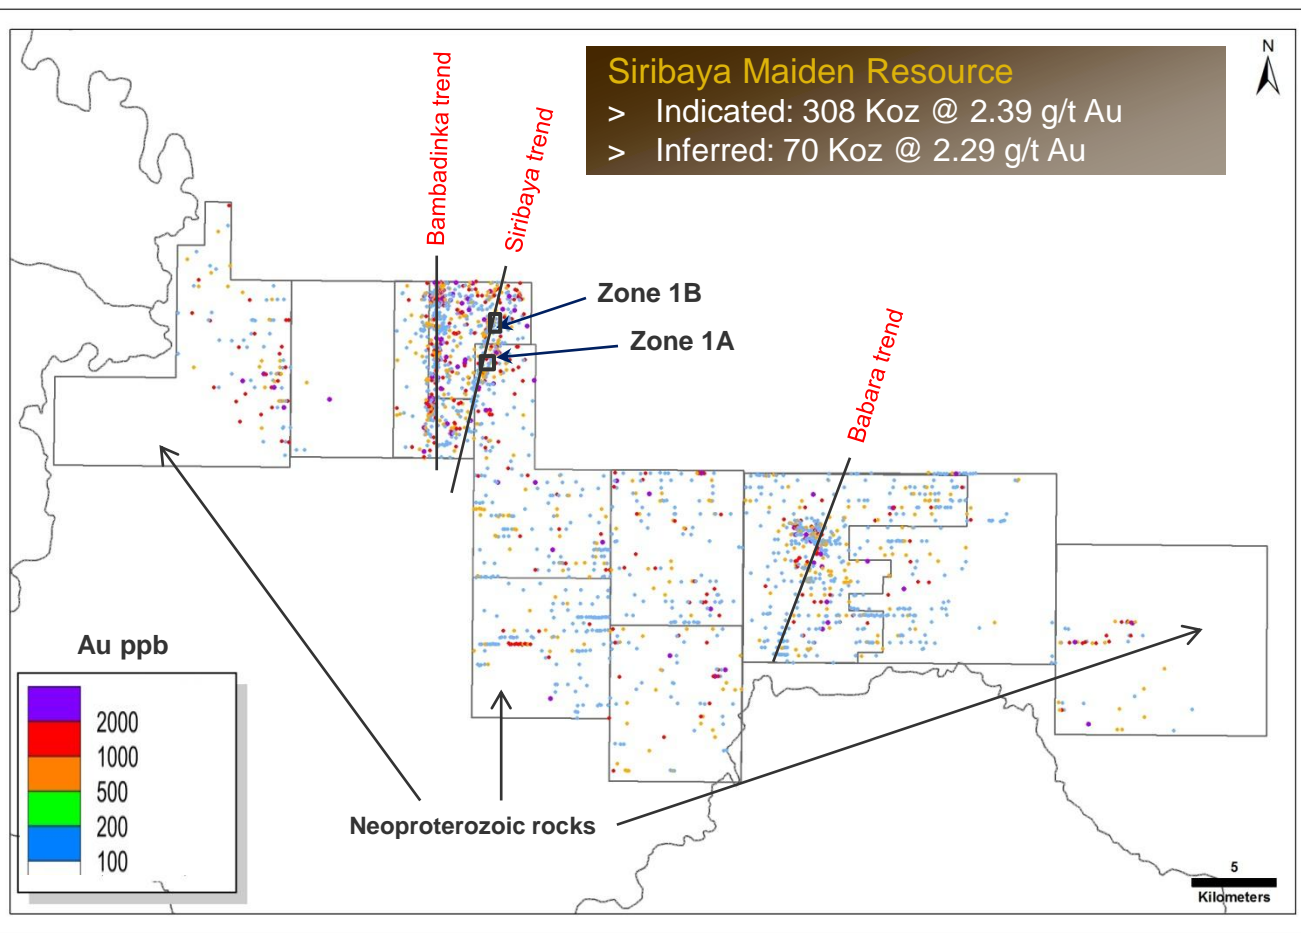 N
Siribaya Maiden Resource
> Indicated: 308 Koz @ 2.39 g/t Au
> Inferred: 70 Koz @ 2.29 g/t Au
Bambadinka trend
Siribaya trend
Zone 1B
Zone 1A
Babara trend
Au ppb
2000
1000
500
200
100
Neoproterozoic rocks
5
Kilometers